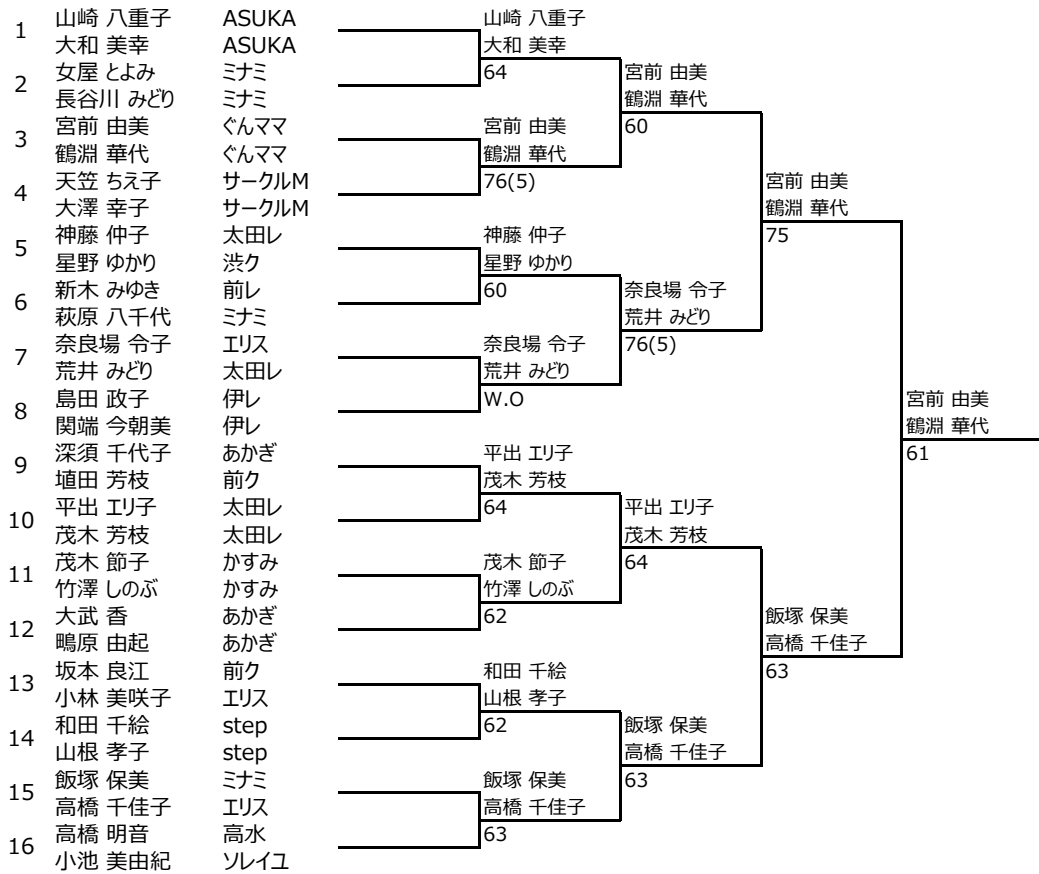 1 山崎 八重子 ASUKA
大和 美幸 ASUKA
2 女屋 とよみ ミナミ
長谷川 みどり ミナミ
3 宮前 由美 ぐんママ
鶴淵 華代 ぐんママ
4 天笠 ちえ子 サークルM
大澤 幸子 サークルM
5 神藤 仲子 太田レ
星野 ゆかり 渋ク
6 新木 みゆき 前レ
萩原 八千代 ミナミ
7 奈良場 令子 エリス
荒井 みどり 太田レ
8 島田 政子 伊レ
関端 今朝美 伊レ
9 深須 千代子 あかぎ
埴田 芳枝 前ク
10 平出 エリ子 太田レ
茂木 芳枝 太田レ
11 茂木 節子 かすみ
竹澤 しのぶ かすみ
12 大武 香 あかぎ
鴫原 由起 あかぎ
13 坂本 良江 前ク
小林 美咲子 エリス
14 和田 千絵 step
山根 孝子 step
15 飯塚 保美 ミナミ
高橋 千佳子 エリス
16 高橋 明音 高水
小池 美由紀 ソレイユ
山崎 八重子
大和 美幸
64
宮前 由美
鶴淵 華代
76(5)
神藤 仲子
星野 ゆかり
60
奈良場 令子
荒井 みどり
W.O
平出 エリ子
茂木 芳枝
64
茂木 節子
竹澤 しのぶ
62
和田 千絵
山根 孝子
62
飯塚 保美
高橋 千佳子
63
宮前 由美
鶴淵 華代
60
奈良場 令子
荒井 みどり
76(5)
平出 エリ子
茂木 芳枝
64
飯塚 保美
高橋 千佳子
63
宮前 由美
鶴淵 華代
75
飯塚 保美
高橋 千佳子
63
宮前 由美
鶴淵 華代
61